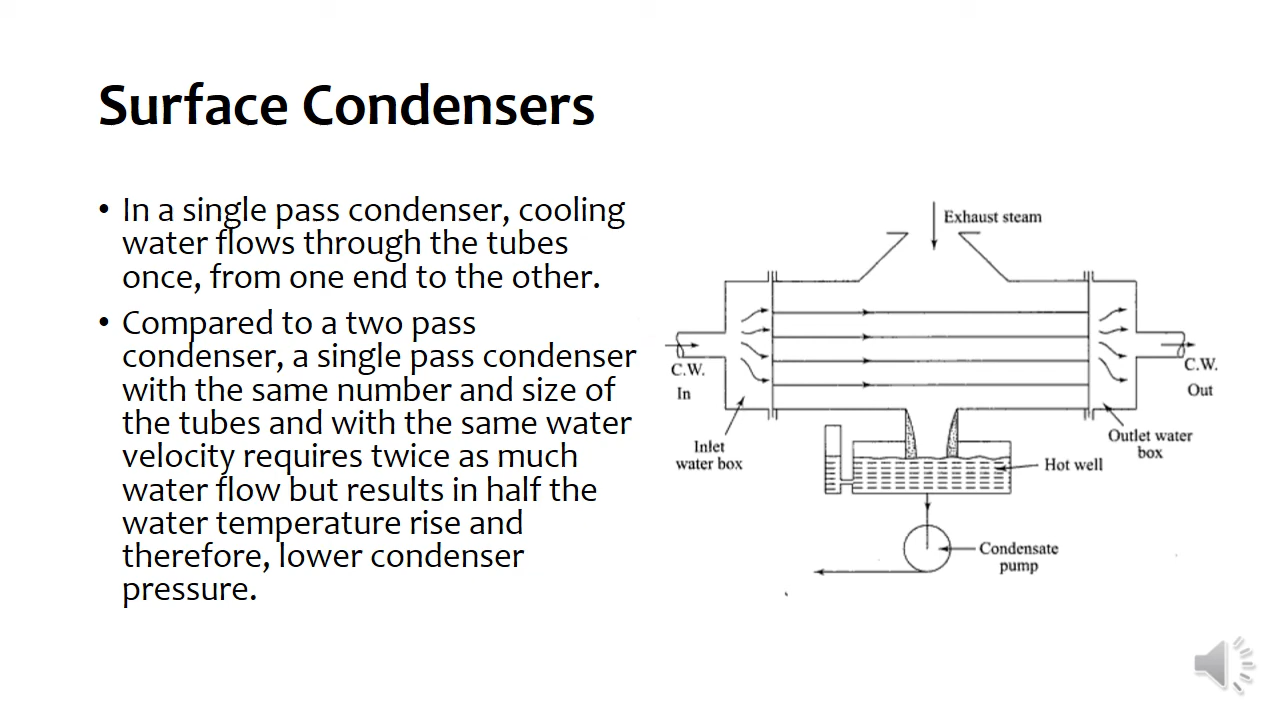 Surface Condensers
• In a single pass condenser, cooling
water flows through the tubes
once, from one end to the other.
• Compared to a two pass
condenser, a single pass condenser
with the same number and size of
the tubes and with the same water
velocity requires twice as much
water flow but results in half the
water temperature rise and
therefore, lower condenser
pressure.
Exhaust steam
C.W.
In
C.W.
Out
Inlet
water box
Outlet water
box
Hot well
Condensate
pump